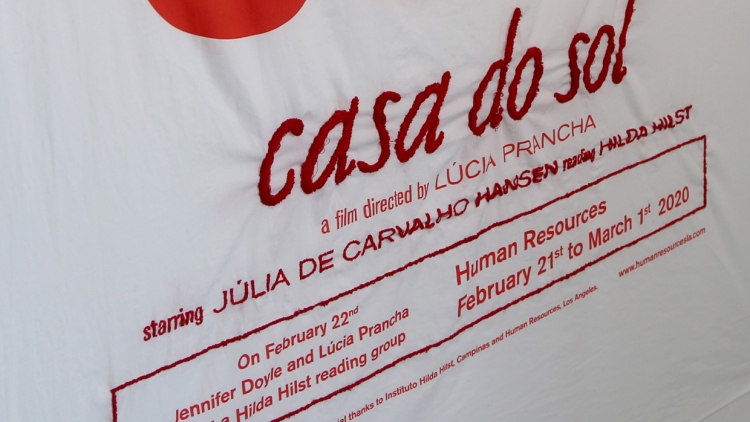 casa do sol
a film directed by LÚCIA PRANCHA
starring JÚLIA DE CARVALHO HANSEN reading HILDA HILST
On February 22nd
Jennifer Doyle and Lúcia Prancha
Hilda Hilst reading group
Human Resources
February 21st to March 1st 2020
www.humanresourcesla.com
thanks to Instituto Hilda Hilst, Campinas and Human Resources, Los Angeles.